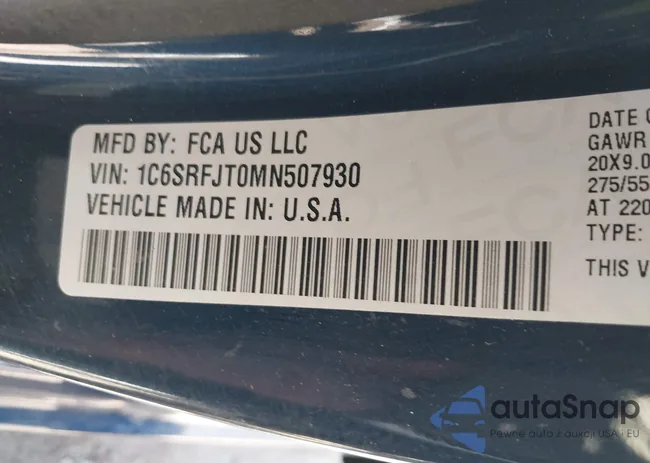 MFD BY: FCA US LLC
VIN: 1C6SRFJT0MN507930
VEHICLE MADE IN: U.S.A.
DATE
GAWR
20X9.0
275/55
AT 220
TYPE:
THIS V
autoSnap
Pewne auta z aukcji USA i EU